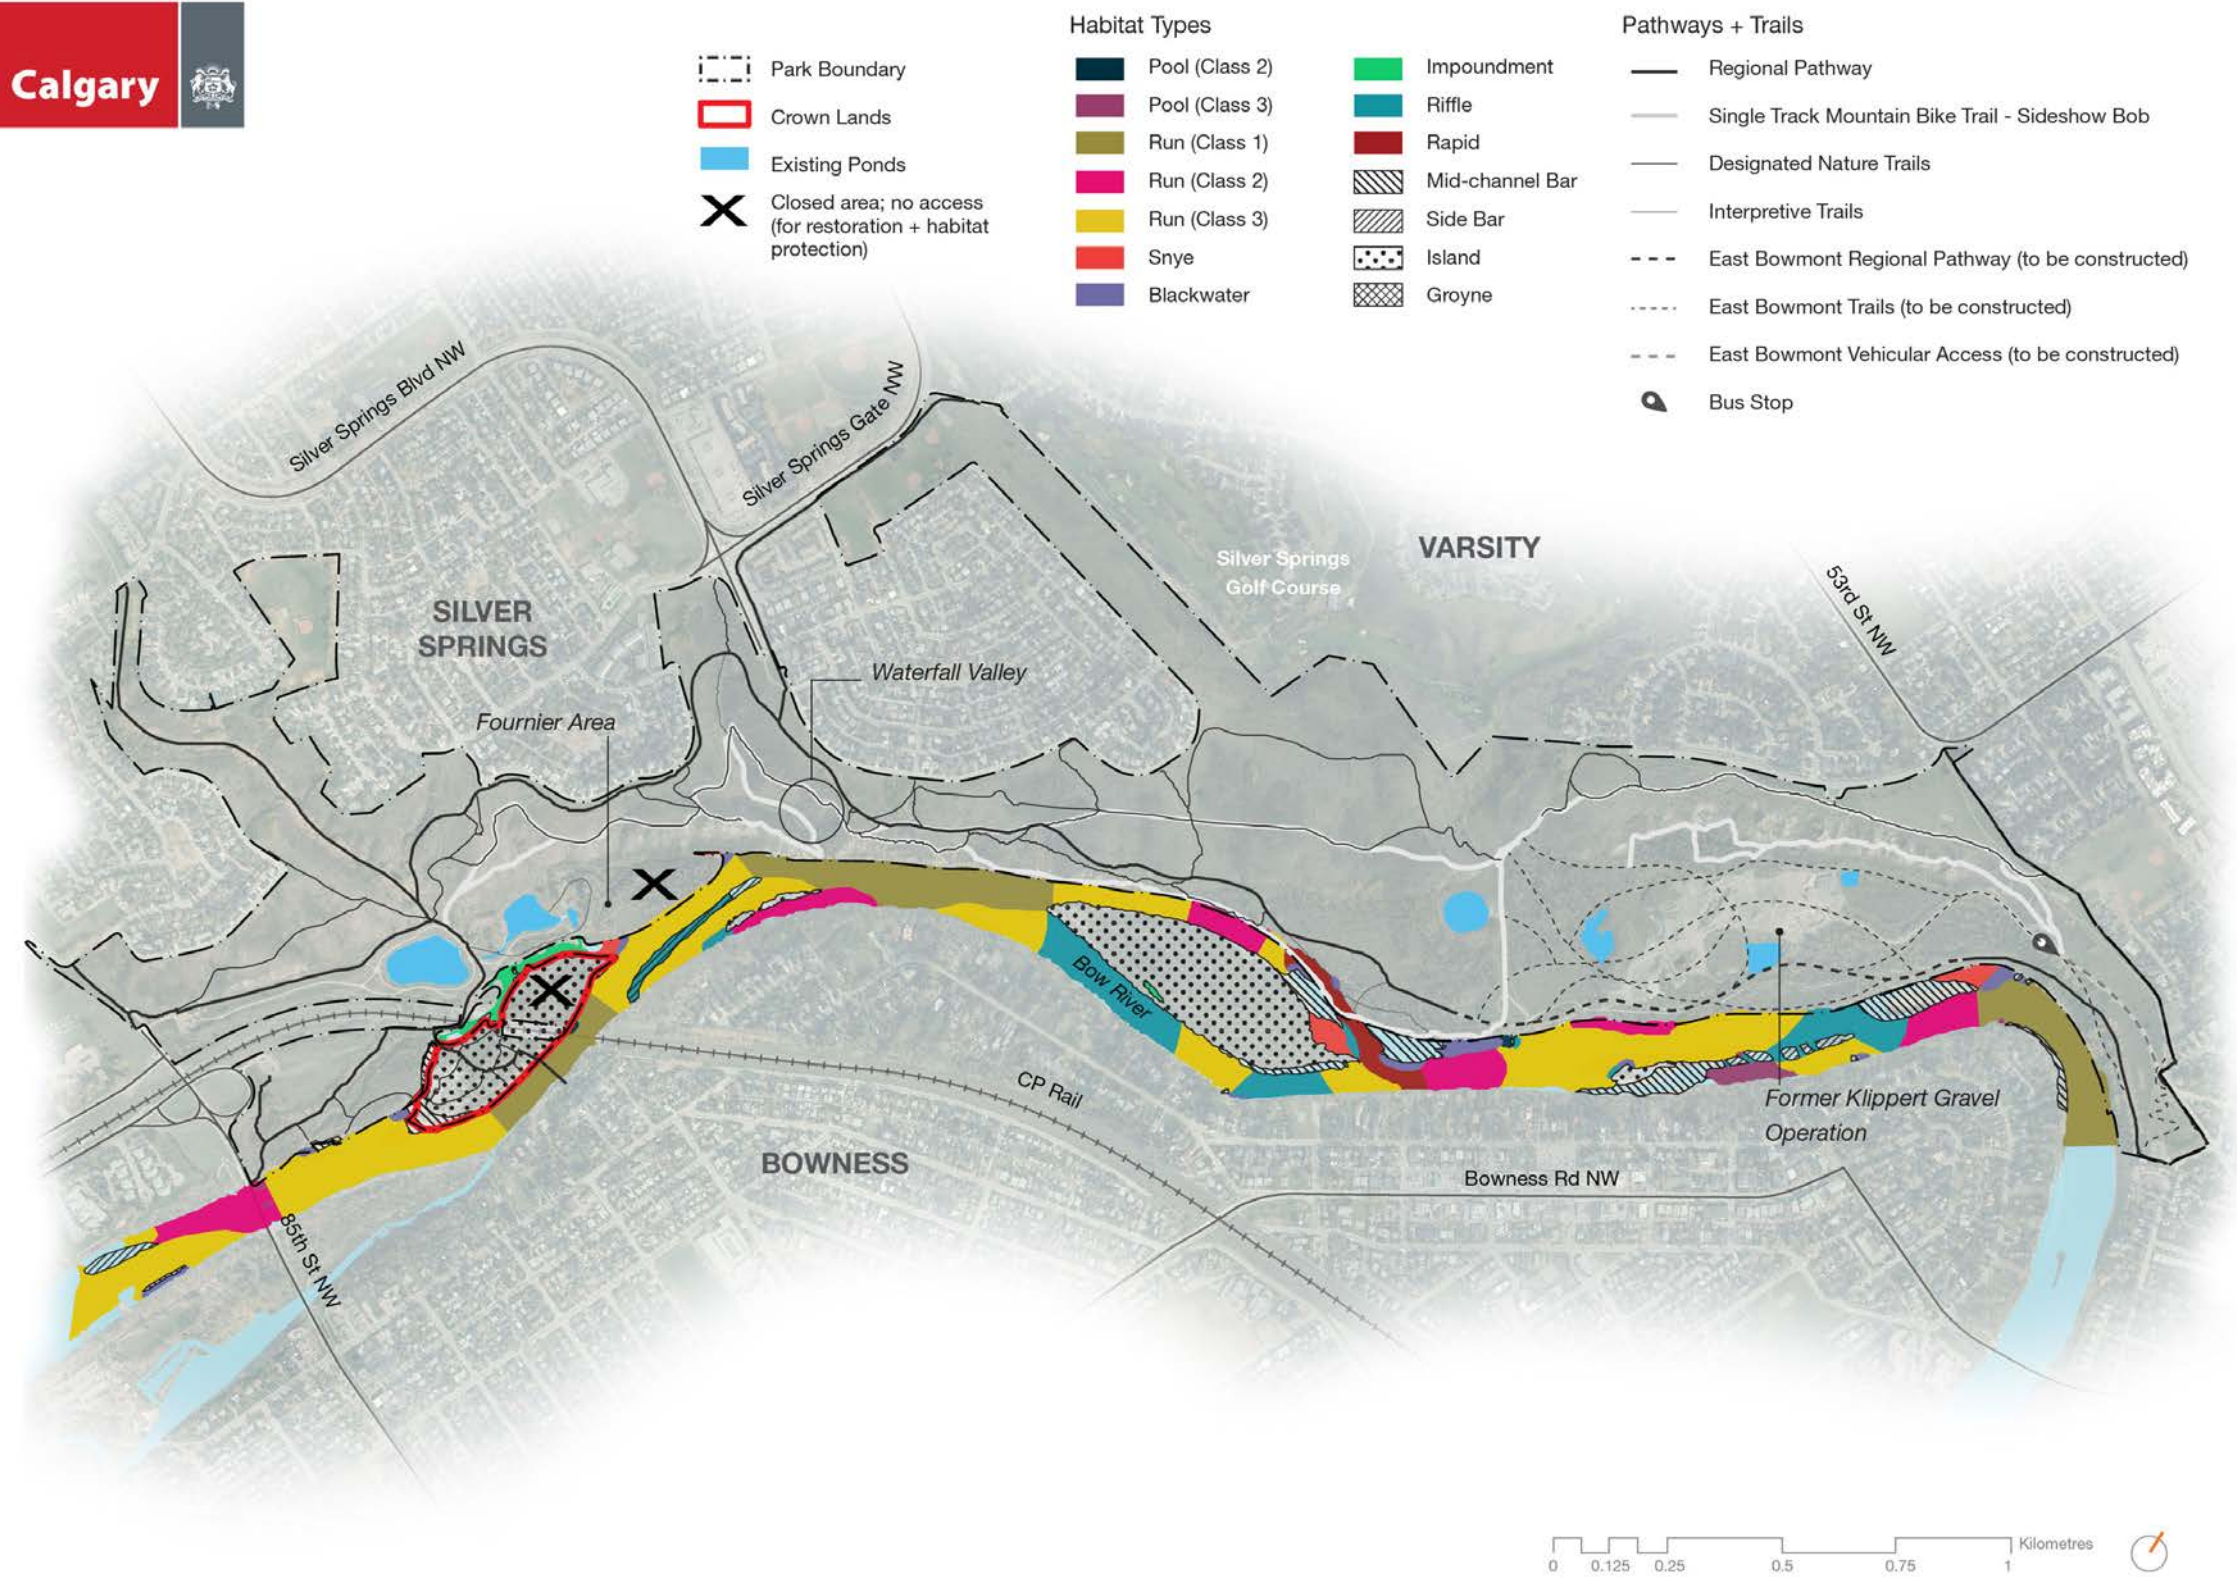 Calgary
Park Boundary
Crown Lands
Existing Ponds
Closed area; no access
(for restoration + habitat
protection)
Habitat Types
Pool (Class 2)
Pool (Class 3)
Run (Class 1)
Run (Class 2)
Run (Class 3)
Snye
Blackwater
Impoundment
Riffle
Rapid
Mid-channel Bar
Side Bar
Island
Groyne
Pathways + Trails
Regional Pathway
Single Track Mountain Bike Trail - Sideshow Bob
Designated Nature Trails
Interpretive Trails
East Bowmont Regional Pathway (to be constructed)
East Bowmont Trails (to be constructed)
East Bowmont Vehicular Access (to be constructed)
Bus Stop
Silver Springs Blvd NW
Silver Springs Gate NW
VARSITY
Silver Springs
Golf Course
53rd St NW
SILVER
SPRINGS
Waterfall Valley
Fournier Area
Bow River
CP Rail
Former Klippert Gravel
Operation
BOWNESS
Bowness Rd NW
85th St NW
0 0.125 0.25 0.5 0.75 1 Kilometres